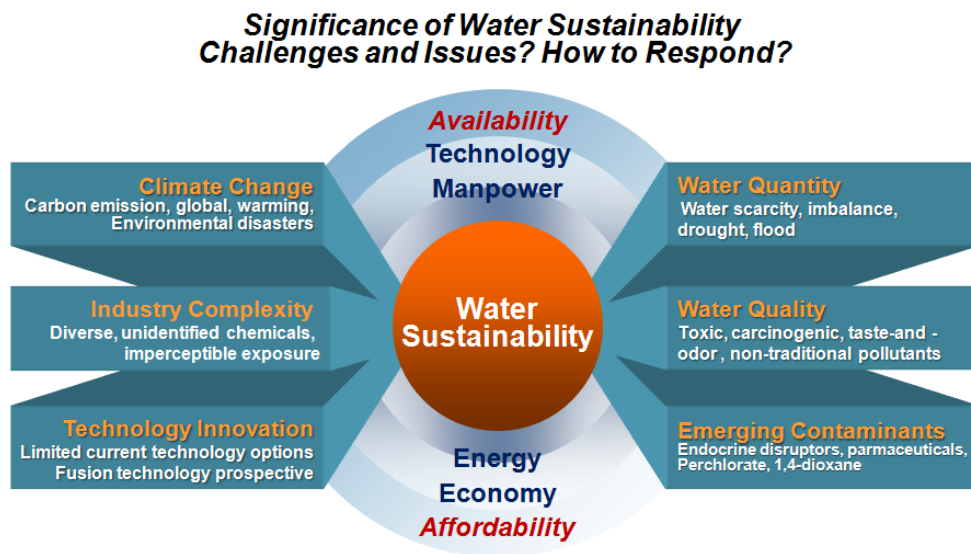 Significance of Water Sustainability
Challenges and Issues? How to Respond?
Availability
Technology
Manpower
Climate Change
Carbon emission, global, warming,
Environmental disasters
Industry Complexity
Diverse, unidentified chemicals,
imperceptible exposure
Technology Innovation
Limited current technology options
Fusion technology prospective
Water
Sustainability
Water Quantity
Water scarcity, imbalance,
drought, flood
Water Quality
Toxic, carcinogenic, taste-and -
odor , non-traditional pollutants
Emerging Contaminants
Endocrine disruptors, parmaceuticals,
Perchlorate, 1,4-dioxane
Energy
Economy
Affordability